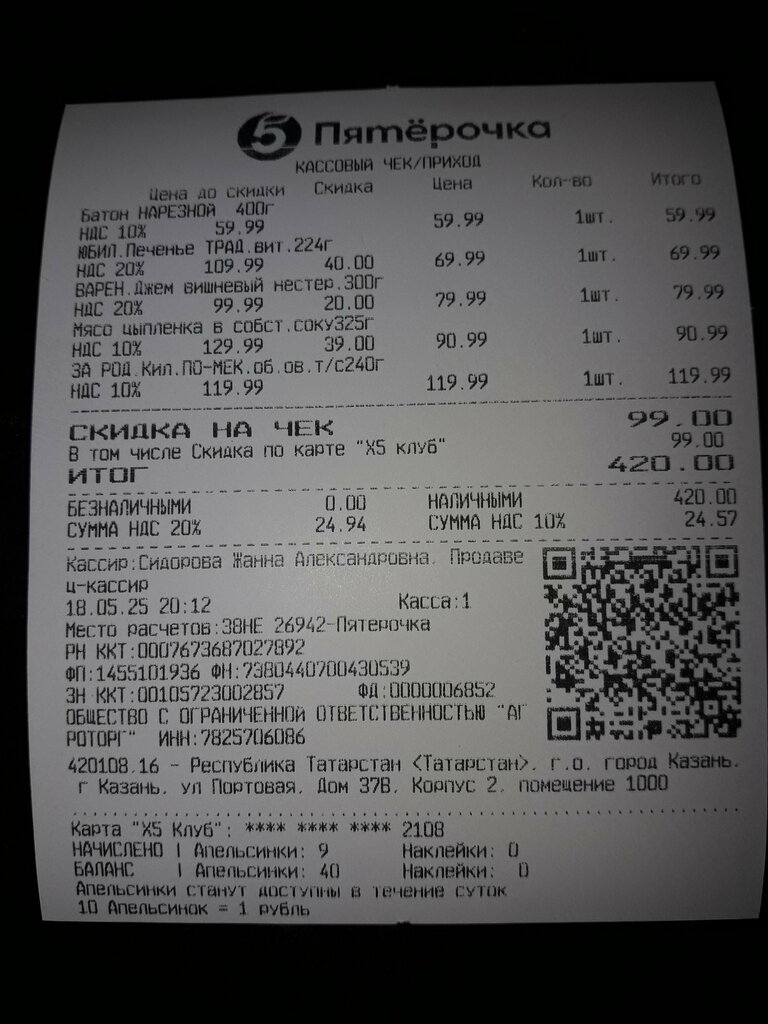 5 Пятёрочка
КАССОВЫЙ ЧЕК/ПРИХОД
Цена до скидки Скидка Цена Кол-во Итого
Батон НАРЕЗНОЙ 400г
НДС 10% 59.99 59.99 1шт. 59.99
ЮБИЛ.Печенье ТРАД.вит.224г
НДС 20% 109.99 40.00 69.99 1шт. 69.99
ВАРЕН.Джем вишневый нестер.300г
НДС 20% 99.99 20.00 79.99 1шт. 79.99
Мясо цыпленка в собст.соку325г
НДС 10% 129.99 39.00 90.99 1шт. 90.99
ЗА РОД.Кил.ПО-МЕК.об.ов.т/с240г
НДС 10% 119.99 119.99 1шт. 119.99
СКИДКА НА ЧЕК 99.00
В том числе Скидка по карте "X5 клуб" 99.00
ИТОГ 420.00
БЕЗНАЛИЧНЫМИ 0.00 НАЛИЧНЫМИ 420.00
СУММА НДС 20% 24.94 СУММА НДС 10% 24.57
Кассир:Сидорова Жанна Александровна. Продаве
ц-кассир
18.05.25 20:12 Касса:1
Место расчетов:38НЕ 26942-Пятерочка
РН ККТ:0007673687027892
ФП:1455101936 ФН:7380440700430539
ЗН ККТ:00105723002857 ФД:0000006852
ОБЩЕСТВО С ОГРАНИЧЕННОЙ ОТВЕТСТВЕННОСТЬЮ "АГ
РОТОРГ" ИНН:7825706086
420108,16 - Республика Татарстан <Татарстан>, г.о. город Казань,
г Казань, ул Портовая, Дом 37В, Корпус 2, помещение 1000
Карта "X5 Клуб": **** **** **** 2108
НАЧИСЛЕНО | Апельсинки: 9 Наклейки: 0
БАЛАНС | Апельсинки: 40 Наклейки: 0
Апельсинки станут доступны в течение суток
10 Апельсинок = 1 рубль